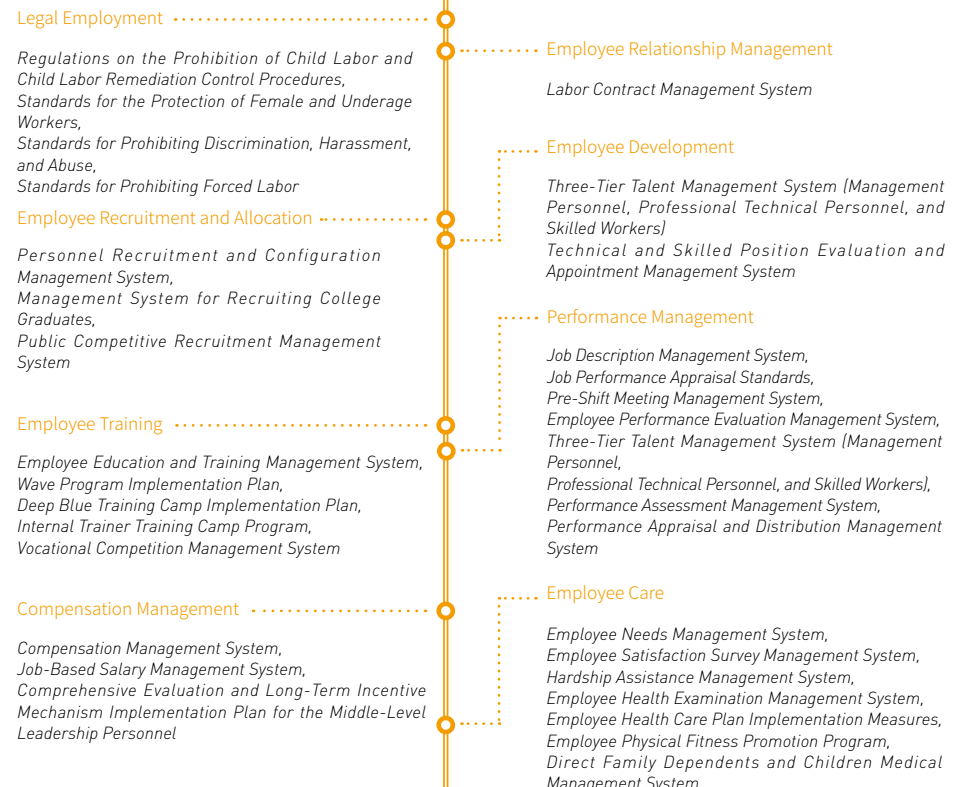 Legal Employment
Regulations on the Prohibition of Child Labor and
Child Labor Remediation Control Procedures,
Standards for the Protection of Female and Underage
Workers,
Standards for Prohibiting Discrimination, Harassment,
and Abuse,
Standards for Prohibiting Forced Labor
Employee Recruitment and Allocation
Personnel Recruitment and Configuration
Management System,
Management System for Recruiting College
Graduates,
Public Competitive Recruitment Management
System
Employee Training
Employee Education and Training Management System,
Wave Program Implementation Plan,
Deep Blue Training Camp Implementation Plan,
Internal Trainer Training Camp Program,
Vocational Competition Management System
Compensation Management
Compensation Management System,
Job-Based Salary Management System,
Comprehensive Evaluation and Long-Term Incentive
Mechanism Implementation Plan for the Middle-Level
Leadership Personnel
Employee Relationship Management
Labor Contract Management System
Employee Development
Three-Tier Talent Management System (Management
Personnel, Professional Technical Personnel, and
Skilled Workers)
Technical and Skilled Position Evaluation and
Appointment Management System
Performance Management
Job Description Management System,
Job Performance Appraisal Standards,
Pre-Shift Meeting Management System,
Employee Performance Evaluation Management System,
Three-Tier Talent Management System (Management
Personnel,
Professional Technical Personnel, and Skilled Workers),
Performance Assessment Management System,
Performance Appraisal and Distribution Management
System
Employee Care
Employee Needs Management System,
Employee Satisfaction Survey Management System,
Hardship Assistance Management System,
Employee Health Examination Management System,
Employee Health Care Plan Implementation Measures,
Employee Physical Fitness Promotion Program,
Direct Family Dependents and Children Medical
Management System